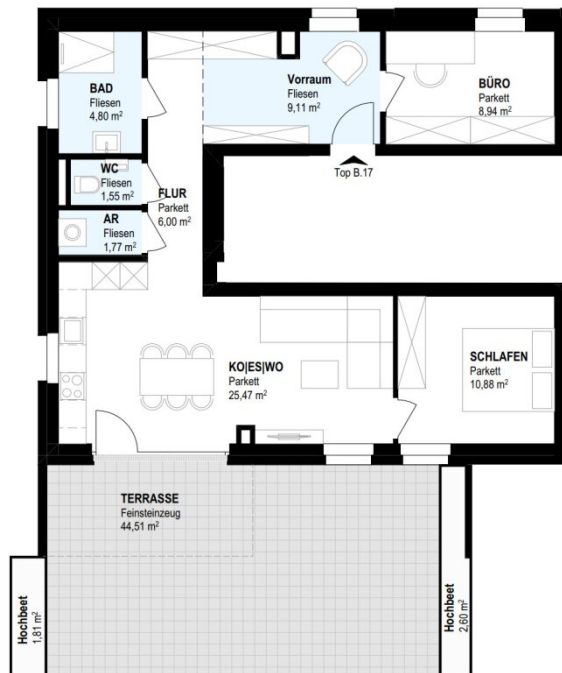 BAD
Fliesen
4,80 m²
Vorraum
Fliesen
9,11 m²
BÜRO
Parkett
8,94 m²
Top B.17
WC
Fliesen
1,55 m²
FLUR
Parkett
6,00 m²
AR
Fliesen
1,77 m²
KO|ES|WO
Parkett
25,47 m²
SCHLAFEN
Parkett
10,88 m²
TERRASSE
Feinsteinzeug
44,51 m²
Hochbeet
1,81 m²
Hochbeet
2,60 m²